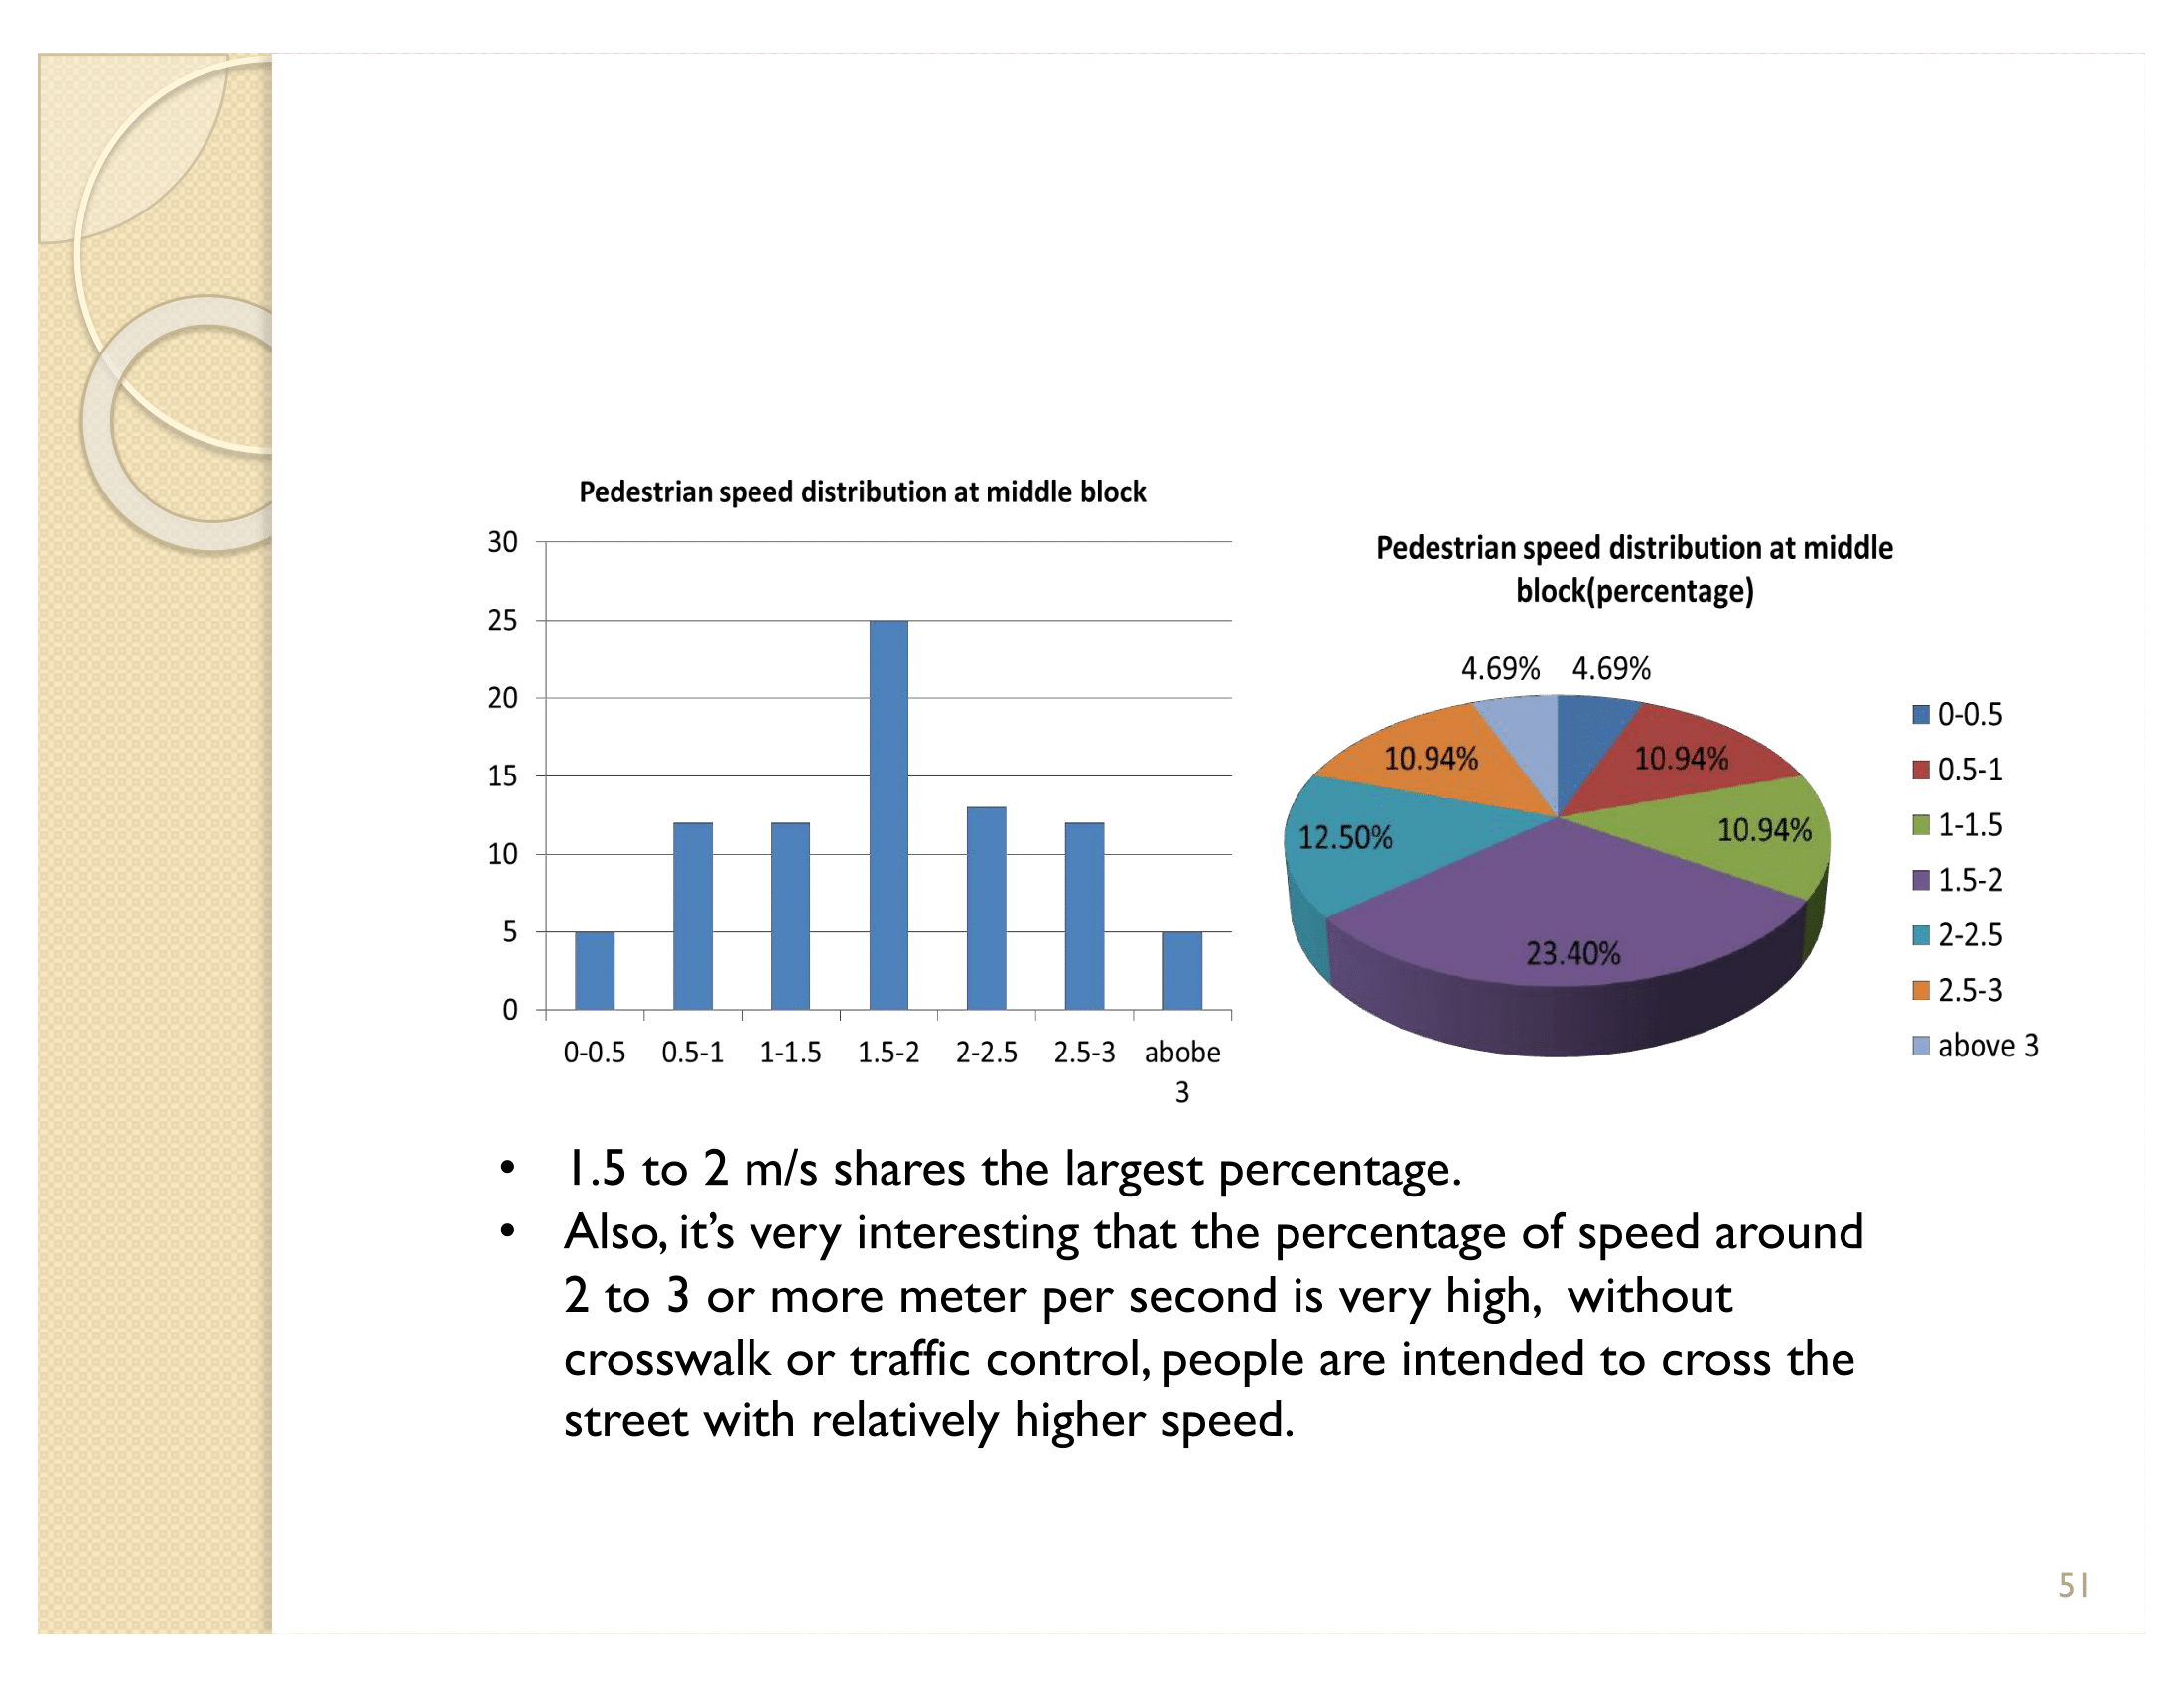 Pedestrian speed distribution at middle block
30
25
20
15
10
5
0
0-0.5 0.5-1 1-1.5 1.5-2 2-2.5 2.5-3 abobe
3
Pedestrian speed distribution at middle
block(percentage)
4.69% 4.69%
10.94% 10.94%
12.50% 10.94%
23.40%
0-0.5
0.5-1
1-1.5
1.5-2
2-2.5
2.5-3
above 3
• 1.5 to 2 m/s shares the largest percentage.
• Also, it’s very interesting that the percentage of speed around
2 to 3 or more meter per second is very high, without
crosswalk or traffic control, people are intended to cross the
street with relatively higher speed.
51